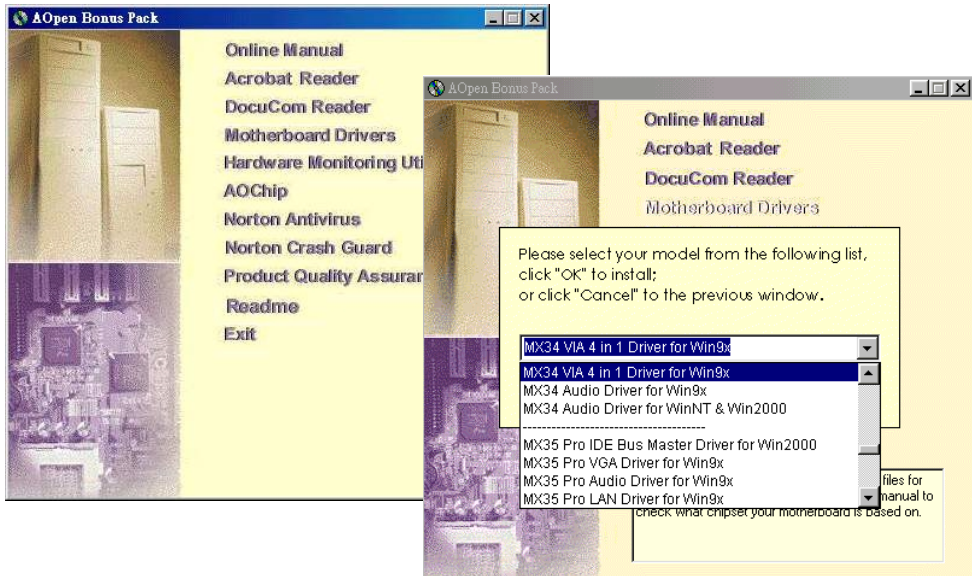 AOpen Bonus Pack
Online Manual
Acrobat Reader
DocuCom Reader
Motherboard Drivers
Hardware Monitoring Uti
AOChip
Norton Antivirus
Norton Crash Guard
Product Quality Assurar
Readme
Exit
AOpen Bonus Pack
Online Manual
Acrobat Reader
DocuCom Reader
Motherboard Drivers
Please select your model from the following list,
click "OK" to install;
or click "Cancel" to the previous window.
MX34 VIA 4 in 1 Driver for Win9x
MX34 VIA 4 in 1 Driver for Win9x
MX34 Audio Driver for Win9x
MX34 Audio Driver for WinNT & Win2000
-----------------------------------
MX35 Pro IDE Bus Master Driver for Win2000
MX35 Pro VGA Driver for Win9x
MX35 Pro Audio Driver for Win9x
MX35 Pro LAN Driver for Win9x
files for
manual to
check what chipset your motherboard is based on.